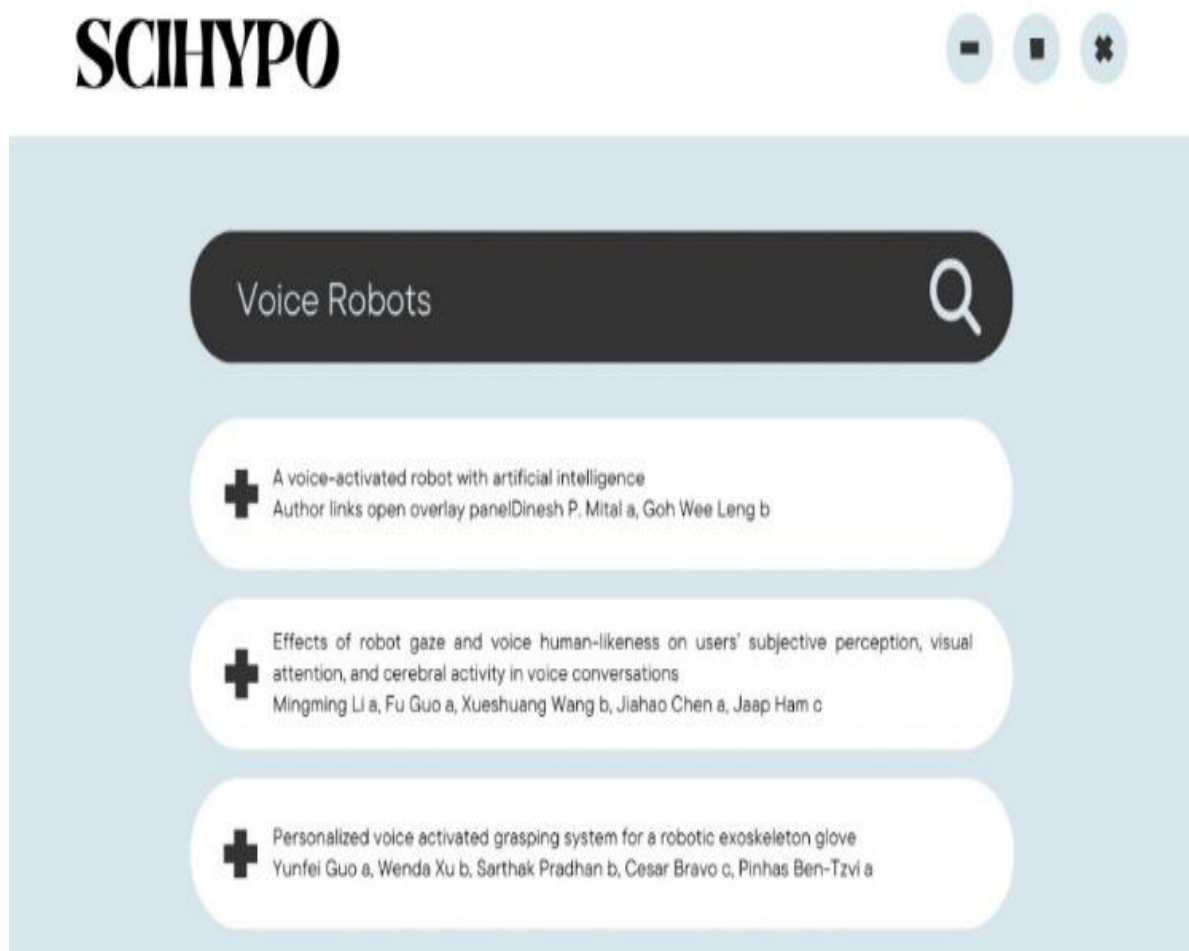 SCIHYPO
Voice Robots
A voice-activated robot with artificial intelligence
Author links open overlay panelDinesh P. Mital a, Goh Wee Leng b
Effects of robot gaze and voice human-likeness on users' subjective perception, visual
attention, and cerebral activity in voice conversations
Mingming Li a, Fu Guo a, Xueshuang Wang b, Jiahao Chen a, Jaap Ham c
Personalized voice activated grasping system for a robotic exoskeleton glove
Yunfei Guo a, Wenda Xu b, Sarthak Pradhan b, Cesar Bravo c, Pinhas Ben-Tzvi a